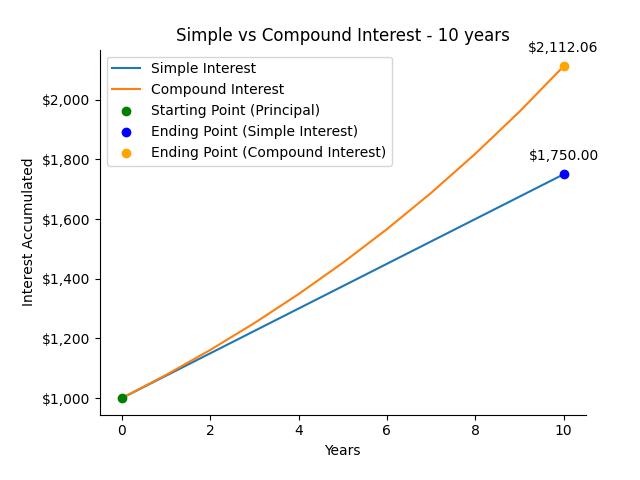 Simple vs Compound Interest - 10 years
$2,112.06
Simple Interest
Compound Interest
Starting Point (Principal)
Ending Point (Simple Interest)
Ending Point (Compound Interest)
$1,750.00
Interest Accumulated
$2,000
$1,800
$1,600
$1,400
$1,200
$1,000
0 2 4 6 8 10
Years